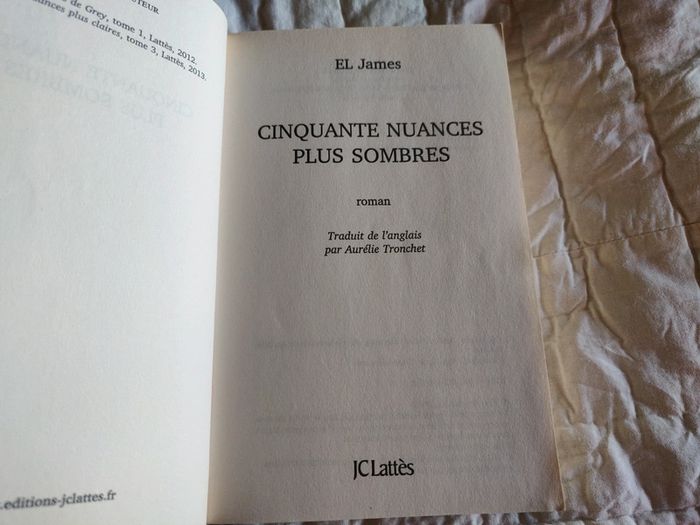 UTEUR
de Grey, tome 1, Lattès, 2012.
nuances plus claires, tome 3, Lattès, 2013.
.editions-jclattes.fr
EL James
CINQUANTE NUANCES
PLUS SOMBRES
roman
Traduit de l'anglais
par Aurélie Tronchet
JC Lattès